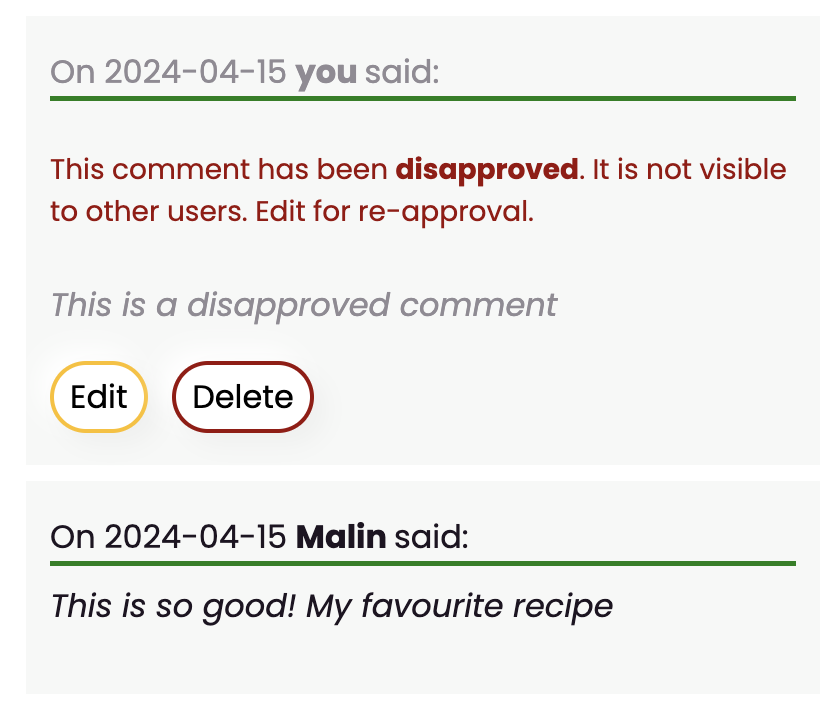 On 2024-04-15 you said:
This comment has been disapproved. It is not visible
to other users. Edit for re-approval.
This is a disapproved comment
Edit Delete
On 2024-04-15 Malin said:
This is so good! My favourite recipe